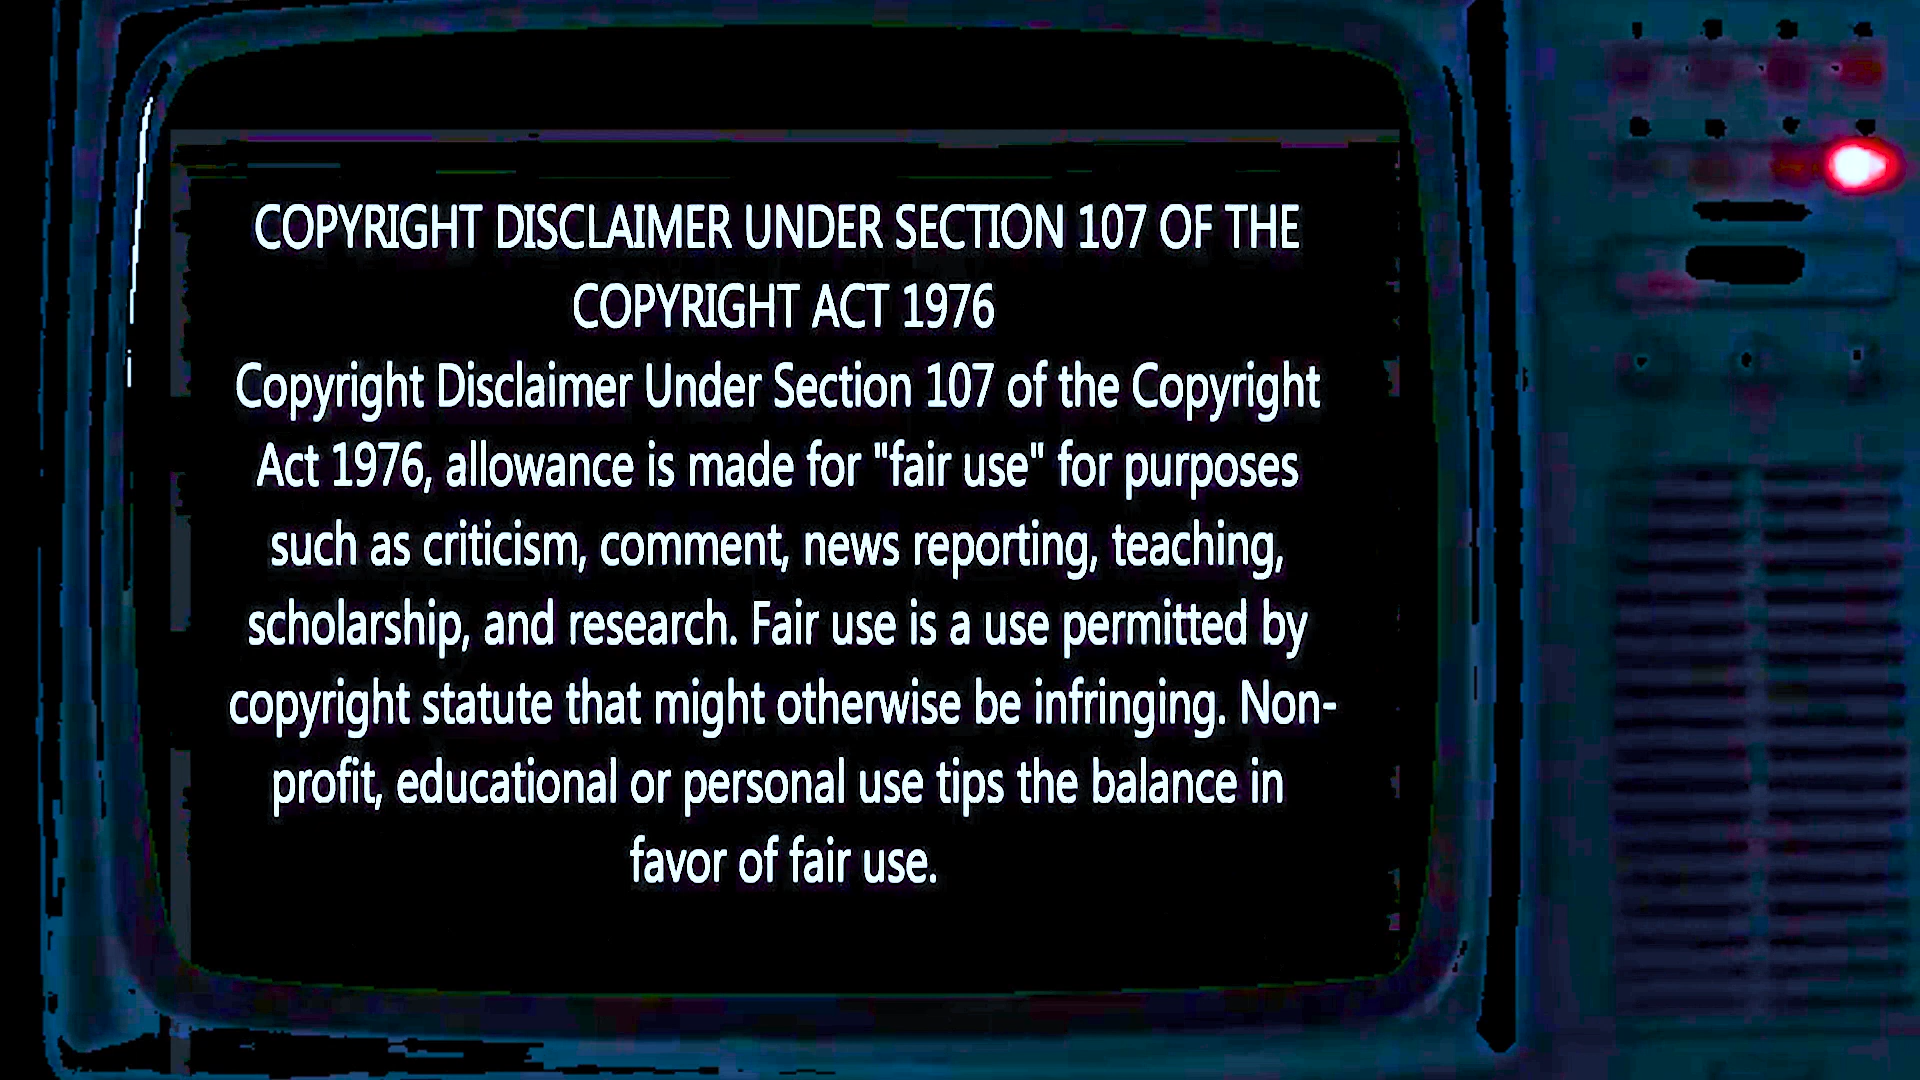 COPYRIGHT DISCLAIMER UNDER SECTION 107 OF THE
COPYRIGHT ACT 1976
Copyright Disclaimer Under Section 107 of the Copyright
Act 1976, allowance is made for "fair use" for purposes
such as criticism, comment, news reporting, teaching,
scholarship, and research. Fair use is a use permitted by
copyright statute that might otherwise be infringing. Non-
profit, educational or personal use tips the balance in
favor of fair use.